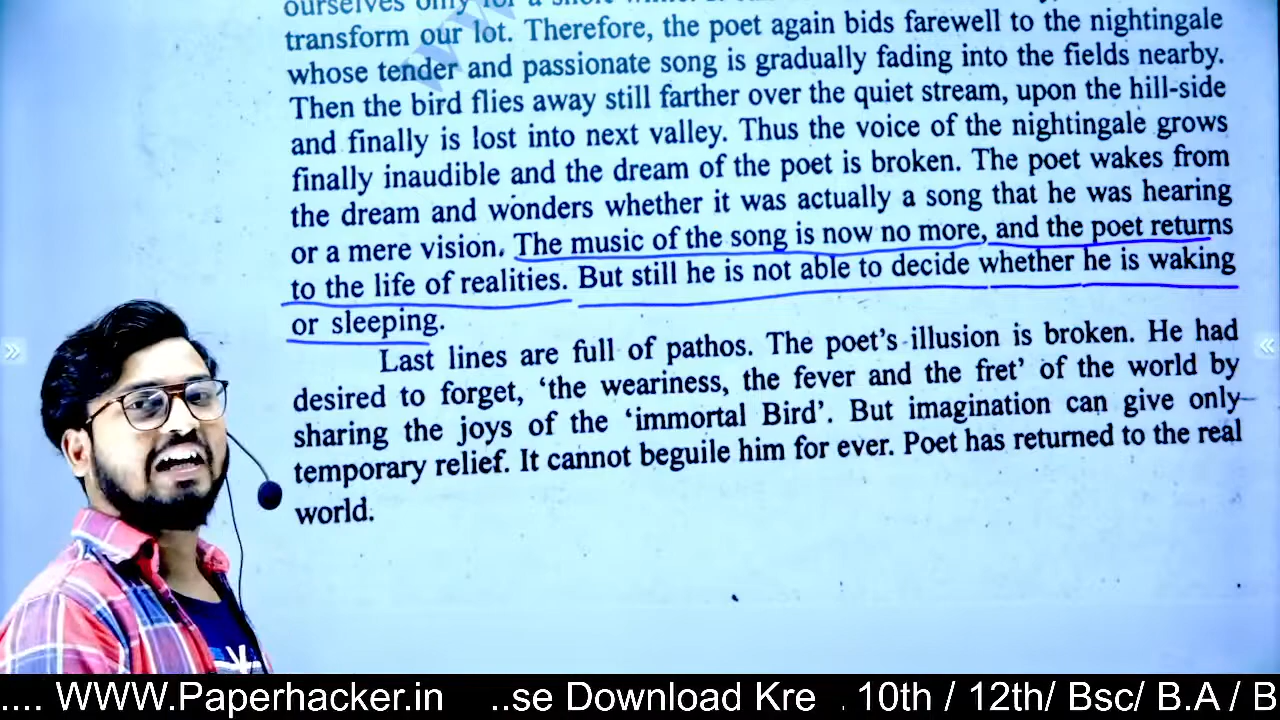 ourselves only for a
transform our lot. Therefore, the poet again bids farewell to the nightingale
whose tender and passionate song is gradually fading into the fields nearby.
Then the bird flies away still farther over the quiet stream, upon the hill-side
and finally is lost into next valley. Thus the voice of the nightingale grows
finally inaudible and the dream of the poet is broken. The poet wakes from
the dream and wonders whether it was actually a song that he was hearing
or a mere vision. The music of the song is now no more, and the poet returns
to the life of realities. But still he is not able to decide whether he is waking
or sleeping.
Last lines are full of pathos. The poet's illusion is broken. He had
desired to forget, 'the weariness, the fever and the fret' of the world by
sharing the joys of the 'immortal Bird'. But imagination can give only
temporary relief. It cannot beguile him for ever. Poet has returned to the real
world.
.... WWW.Paperhacker.in ..se Download Kre . 10th / 12th/ Bsc/ B.A / B